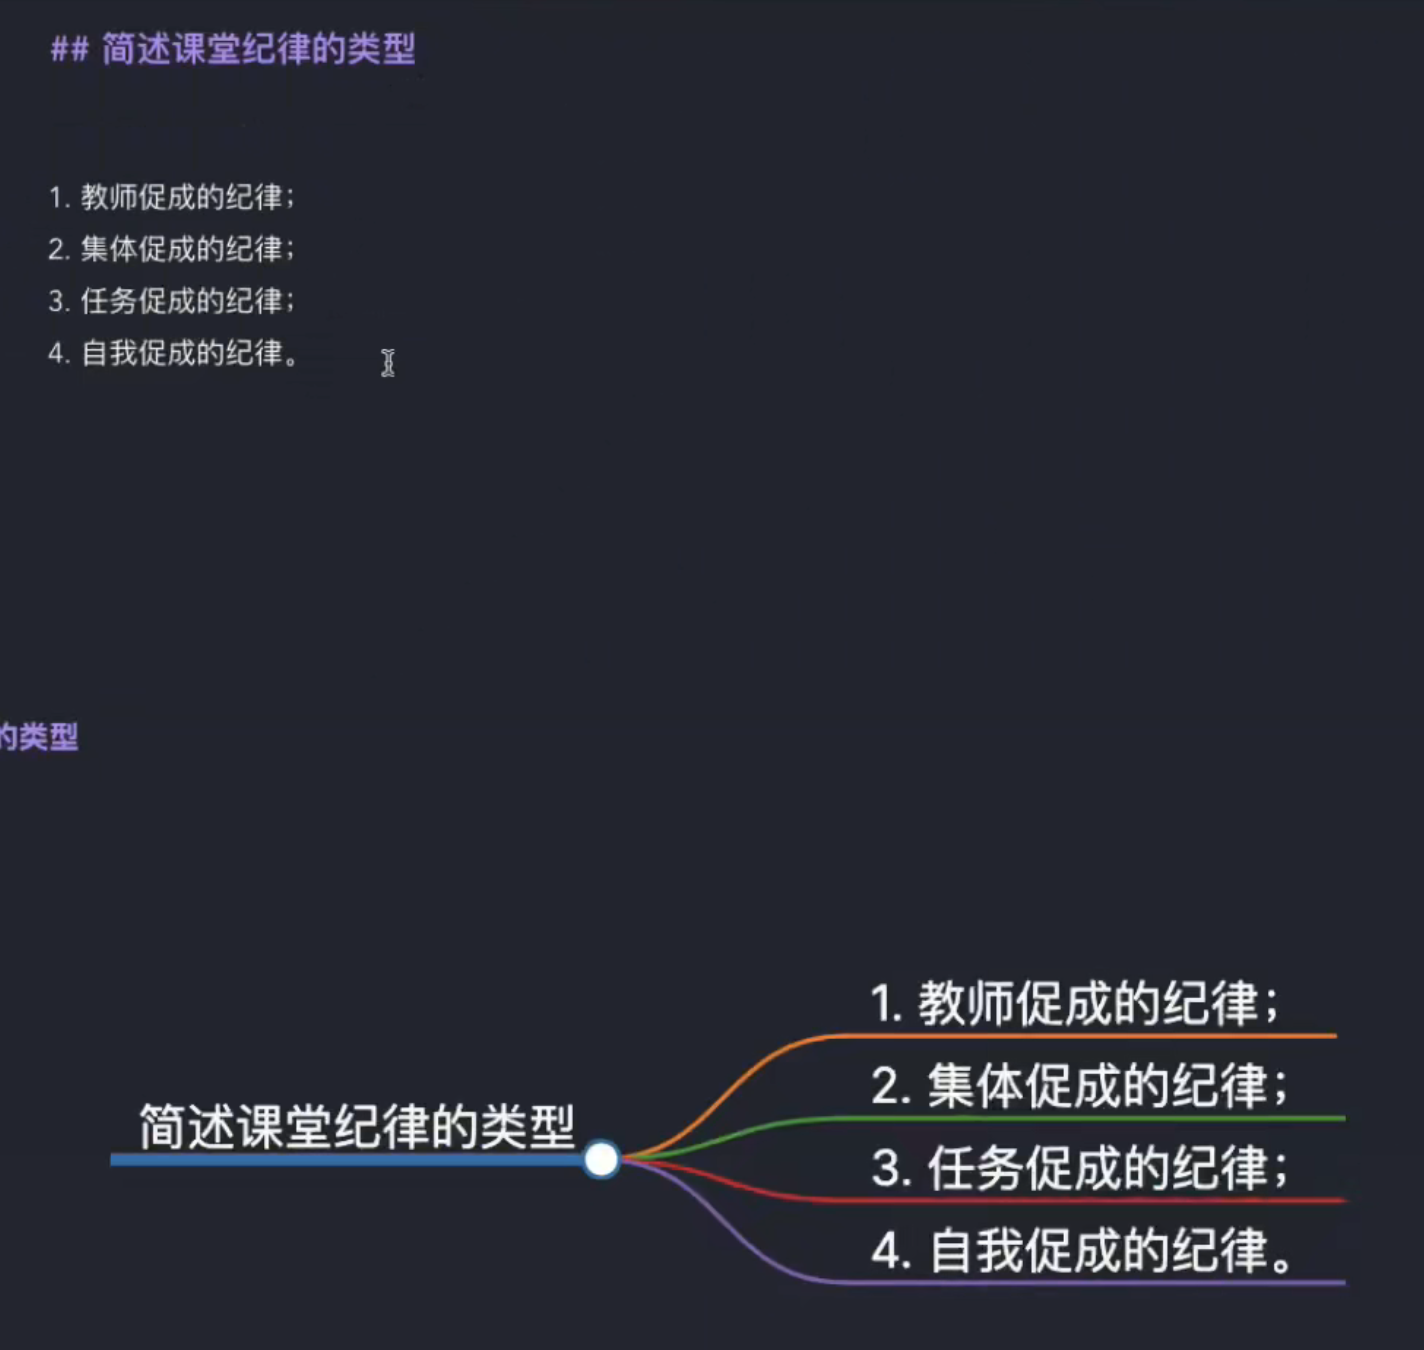 ## 简述课堂纪律的类型
1. 教师促成的纪律；
2. 集体促成的纪律；
3. 任务促成的纪律；
4. 自我促成的纪律。
的类型
简述课堂纪律的类型
1. 教师促成的纪律；
2. 集体促成的纪律；
3. 任务促成的纪律；
4. 自我促成的纪律。